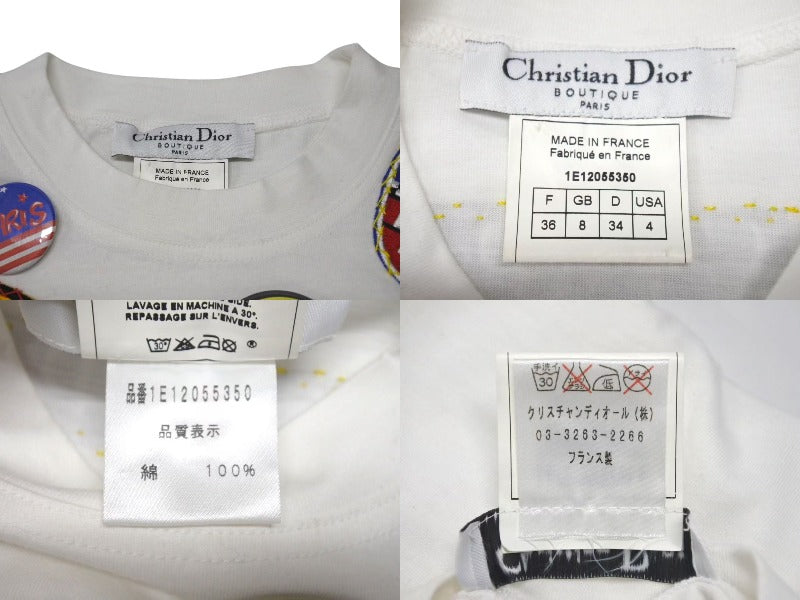 Christian Dior
BOUTIQUE
PARIS
MADE IN FRANCE
PARIS
Christian Dior
BOUTIQUE
PARIS
MADE IN FRANCE
Fabriqué en France
1E12055350
F GB D USA
36 8 34 4
LAVAGE EN MACHINE A 30°.
REPASSAGE SUR L'ENVERS.
30°
®
品番1E12055350
品質表示
綿 100%
手洗イ
30 低
クリスチャンディオール(株)
03-3263-2266
フランス製